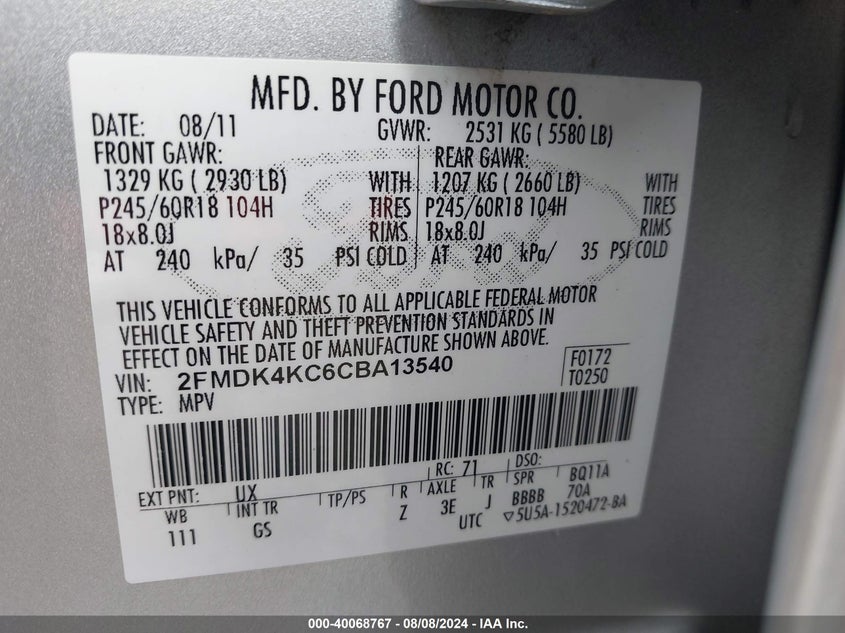 MFD. BY FORD MOTOR CO.
DATE: 08/11 GVWR: 2531 KG ( 5580 LB)
FRONT GAWR: REAR GAWR:
1329 KG ( 2930 LB) WITH 1207 KG ( 2660 LB) WITH
P245/60R18 104H TIRES P245/60R18 104H TIRES
18x8.0J RIMS 18x8.0J RIMS
AT 240 kPa/ 35 PSI COLD AT 240 kPa/ 35 PSI COLD
THIS VEHICLE CONFORMS TO ALL APPLICABLE FEDERAL MOTOR
VEHICLE SAFETY AND THEFT PREVENTION STANDARDS IN
EFFECT ON THE DATE OF MANUFACTURE SHOWN ABOVE.
VIN: 2FMDK4KC6CBA13540 F0172
TYPE: MPV T0250
EXT PNT: UX RC: 71 DSO:
WB INT TR TP/PS R AXLE TR SPR BQ11A
111 GS Z 3E J BBBB 70A
UTC ▽5U5A-1520472-BA
000-40068767 - 08/08/2024 - IAA Inc.